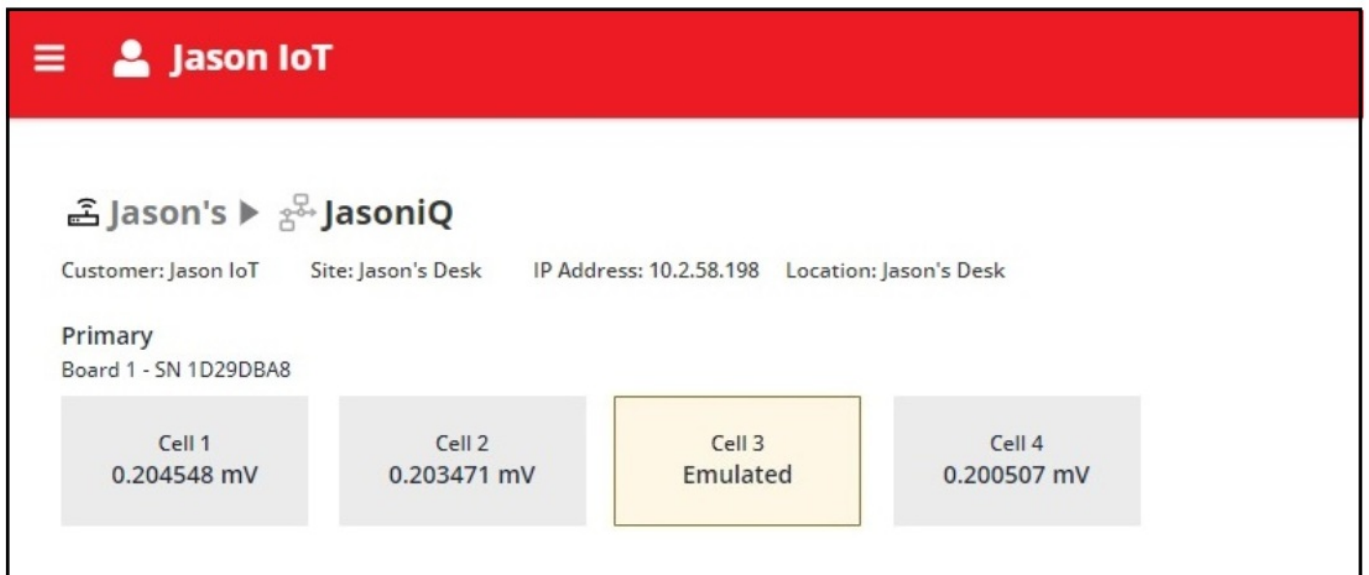 Jason IoT
Jason's JasoniQ
Customer: Jason IoT Site: Jason's Desk IP Address: 10.2.58.198 Location: Jason's Desk
Primary
Board 1 - SN 1D29DBA8
Cell 1 Cell 2 Cell 3 Cell 4
0.204548 mV 0.203471 mV Emulated 0.200507 mV